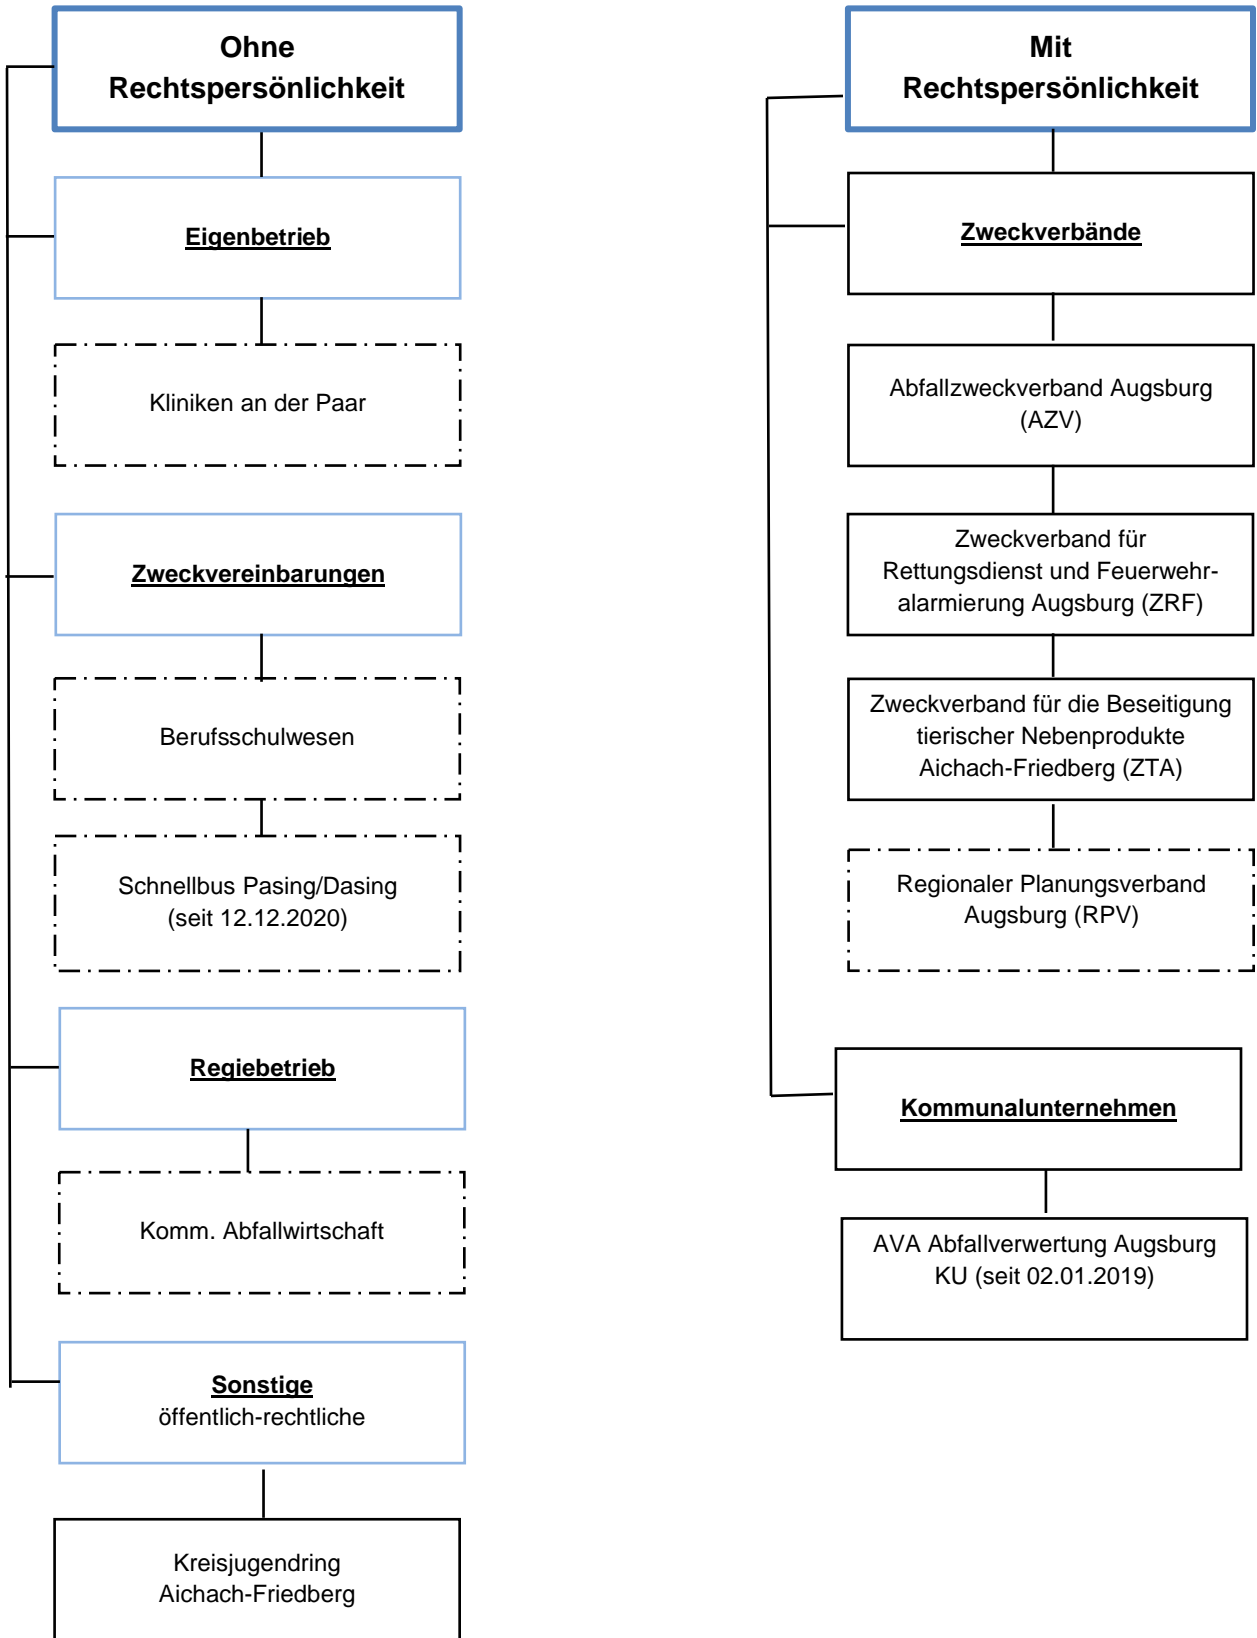 Ohne
Rechtspersönlichkeit
Eigenbetrieb
Kliniken an der Paar
Zweckvereinbarungen
Berufsschulwesen
Schnellbus Pasing/Dasing
(seit 12.12.2020)
Regiebetrieb
Komm. Abfallwirtschaft
Sonstige
öffentlich-rechtliche
Kreisjugendring
Aichach-Friedberg
Mit
Rechtspersönlichkeit
Zweckverbände
Abfallzweckverband Augsburg
(AZV)
Zweckverband für
Rettungsdienst und Feuerwehr-
alarmierung Augsburg (ZRF)
Zweckverband für die Beseitigung
tierischer Nebenprodukte
Aichach-Friedberg (ZTA)
Regionaler Planungsverband
Augsburg (RPV)
Kommunalunternehmen
AVA Abfallverwertung Augsburg
KU (seit 02.01.2019)